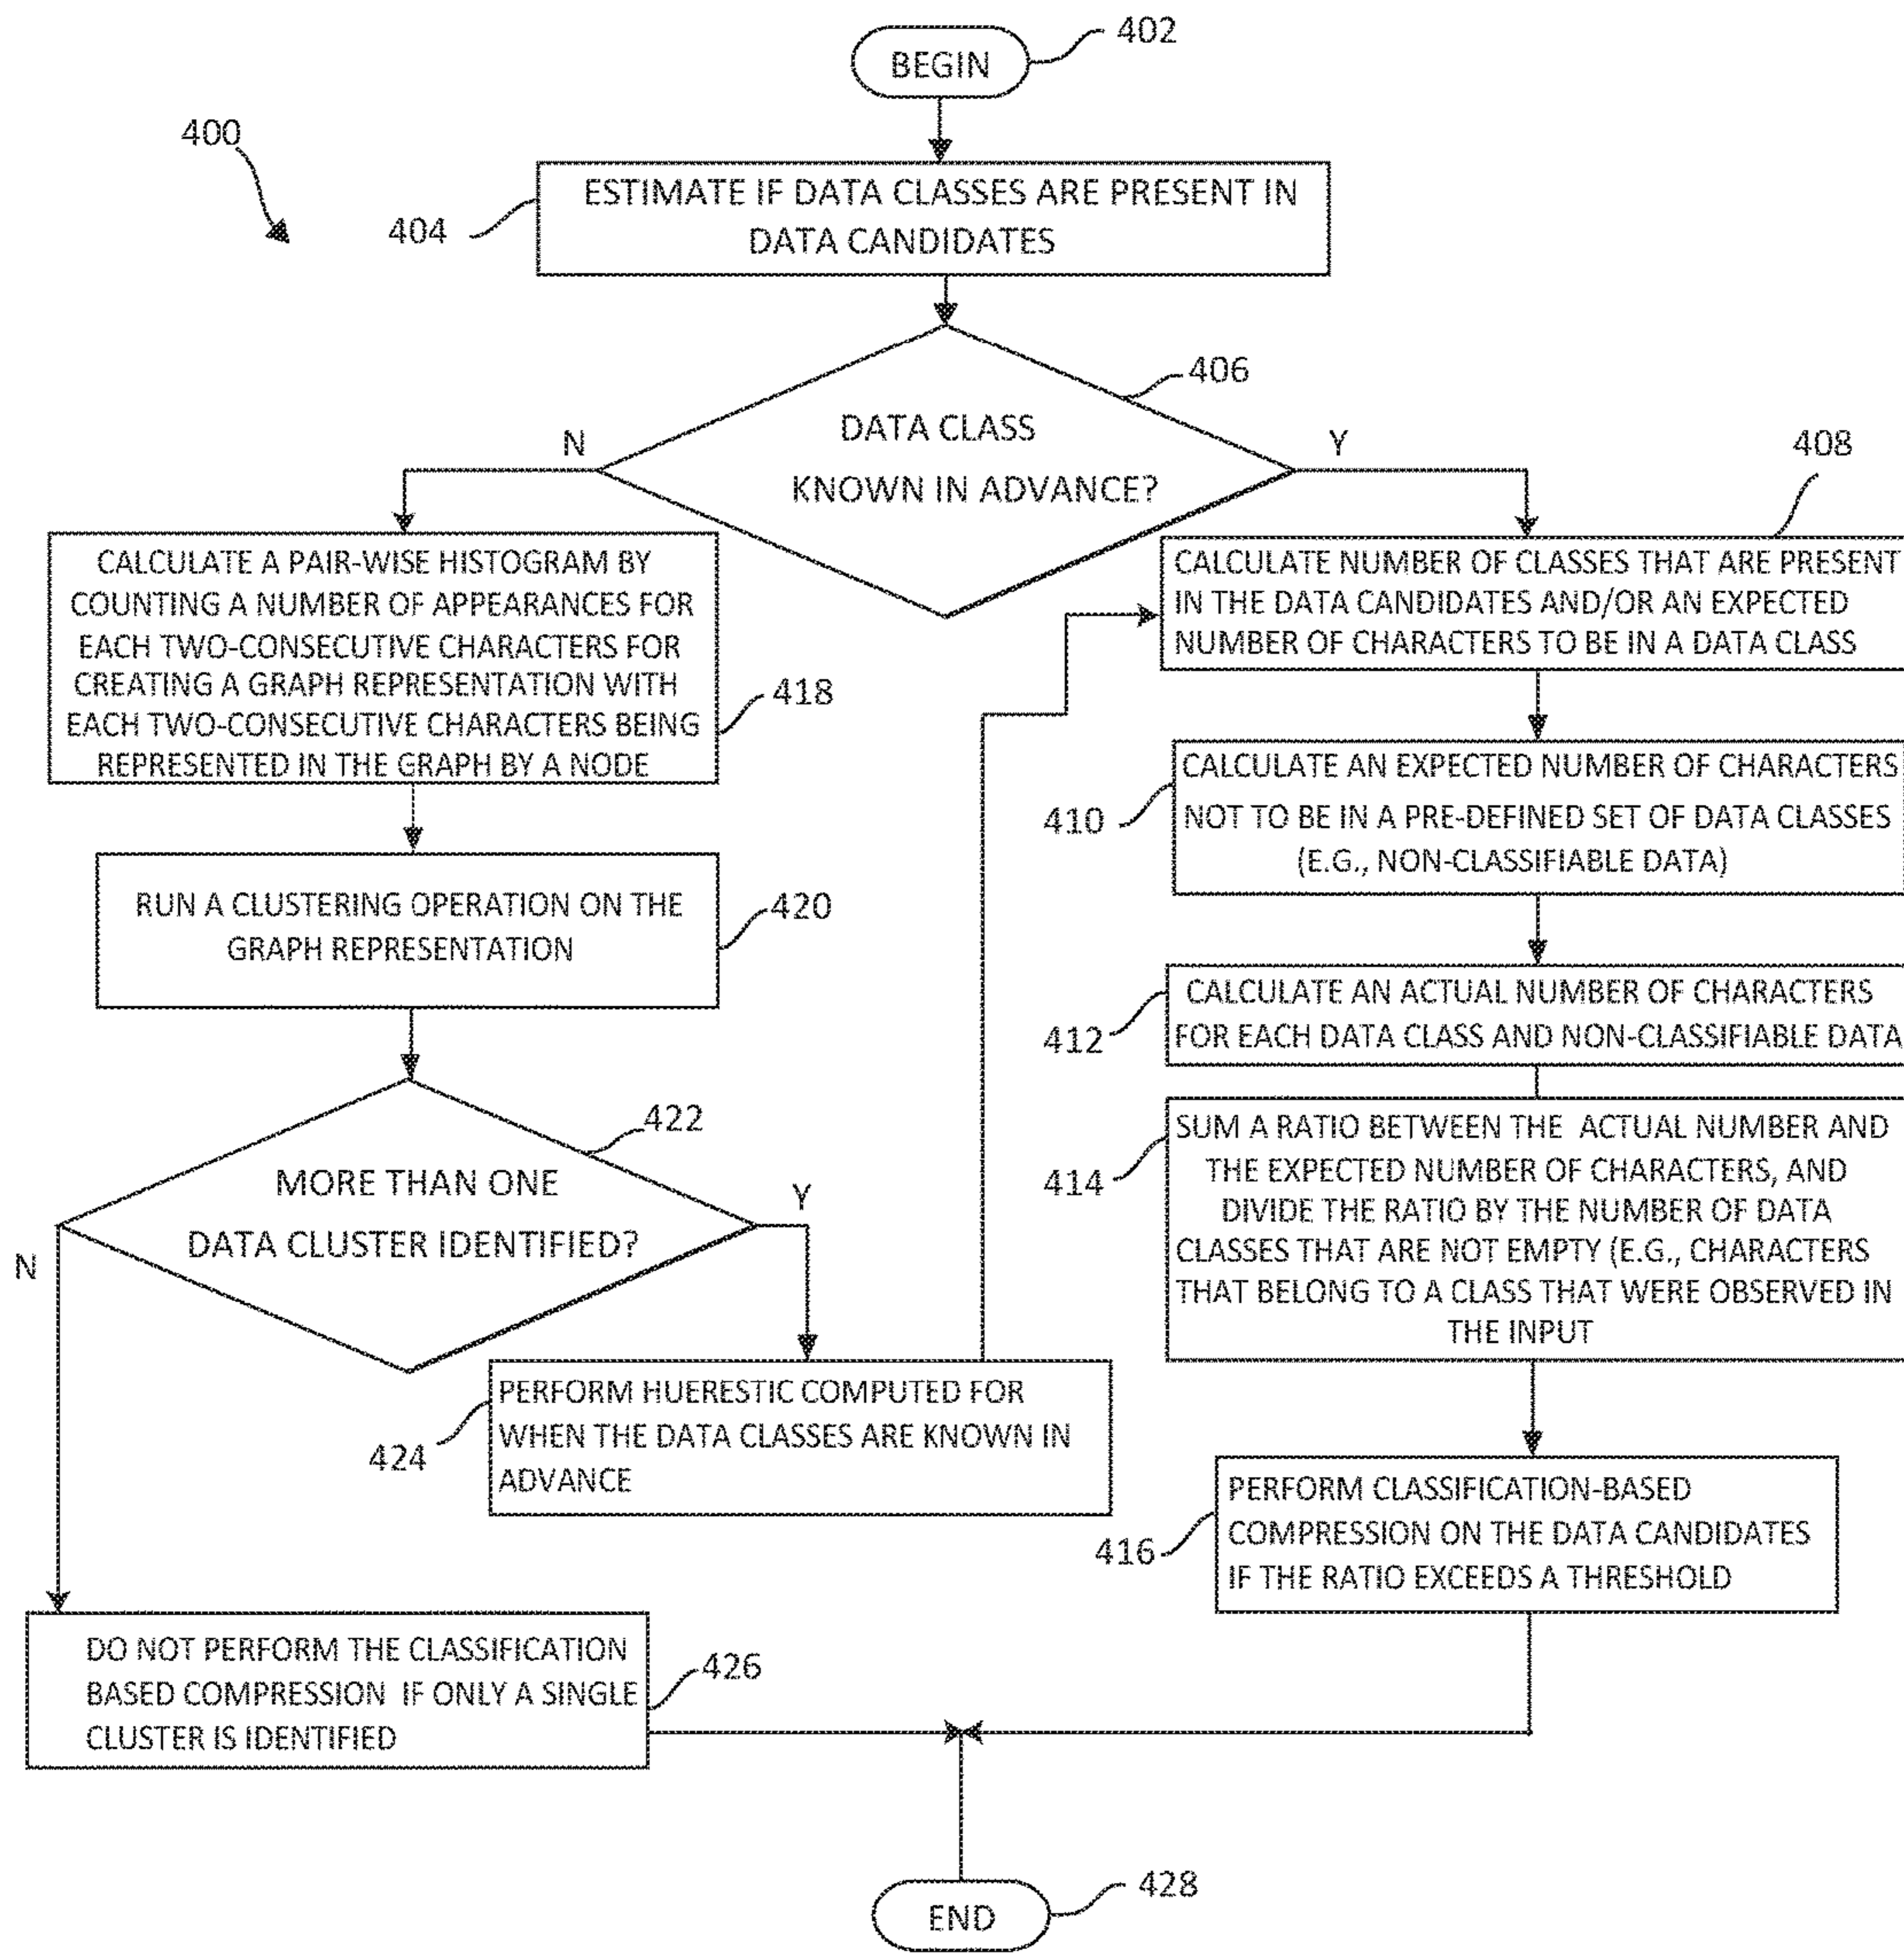 402
BEGIN
400
404
ESTIMATE IF DATA CLASSES ARE PRESENT IN
DATA CANDIDATES
406
DATA CLASS
KNOWN IN ADVANCE?
N
Y
408
CALCULATE A PAIR-WISE HISTOGRAM BY
COUNTING A NUMBER OF APPEARANCES FOR
EACH TWO-CONSECUTIVE CHARACTERS FOR
CREATING A GRAPH REPRESENTATION WITH
EACH TWO-CONSECUTIVE CHARACTERS BEING
REPRESENTED IN THE GRAPH BY A NODE
418
CALCULATE NUMBER OF CLASSES THAT ARE PRESENT
IN THE DATA CANDIDATES AND/OR AN EXPECTED
NUMBER OF CHARACTERS TO BE IN A DATA CLASS
410
CALCULATE AN EXPECTED NUMBER OF CHARACTERS
NOT TO BE IN A PRE-DEFINED SET OF DATA CLASSES
(E.G., NON-CLASSIFIABLE DATA)
RUN A CLUSTERING OPERATION ON THE
GRAPH REPRESENTATION
420
412
CALCULATE AN ACTUAL NUMBER OF CHARACTERS
FOR EACH DATA CLASS AND NON-CLASSIFIABLE DATA
422
MORE THAN ONE
DATA CLUSTER IDENTIFIED?
Y
N
414
SUM A RATIO BETWEEN THE ACTUAL NUMBER AND
THE EXPECTED NUMBER OF CHARACTERS, AND
DIVIDE THE RATIO BY THE NUMBER OF DATA
CLASSES THAT ARE NOT EMPTY (E.G., CHARACTERS
THAT BELONG TO A CLASS THAT WERE OBSERVED IN
THE INPUT
424
PERFORM HUERESTIC COMPUTED FOR
WHEN THE DATA CLASSES ARE KNOWN IN
ADVANCE
416
PERFORM CLASSIFICATION-BASED
COMPRESSION ON THE DATA CANDIDATES
IF THE RATIO EXCEEDS A THRESHOLD
DO NOT PERFORM THE CLASSIFICATION
BASED COMPRESSION IF ONLY A SINGLE
CLUSTER IS IDENTIFIED
426
428
END